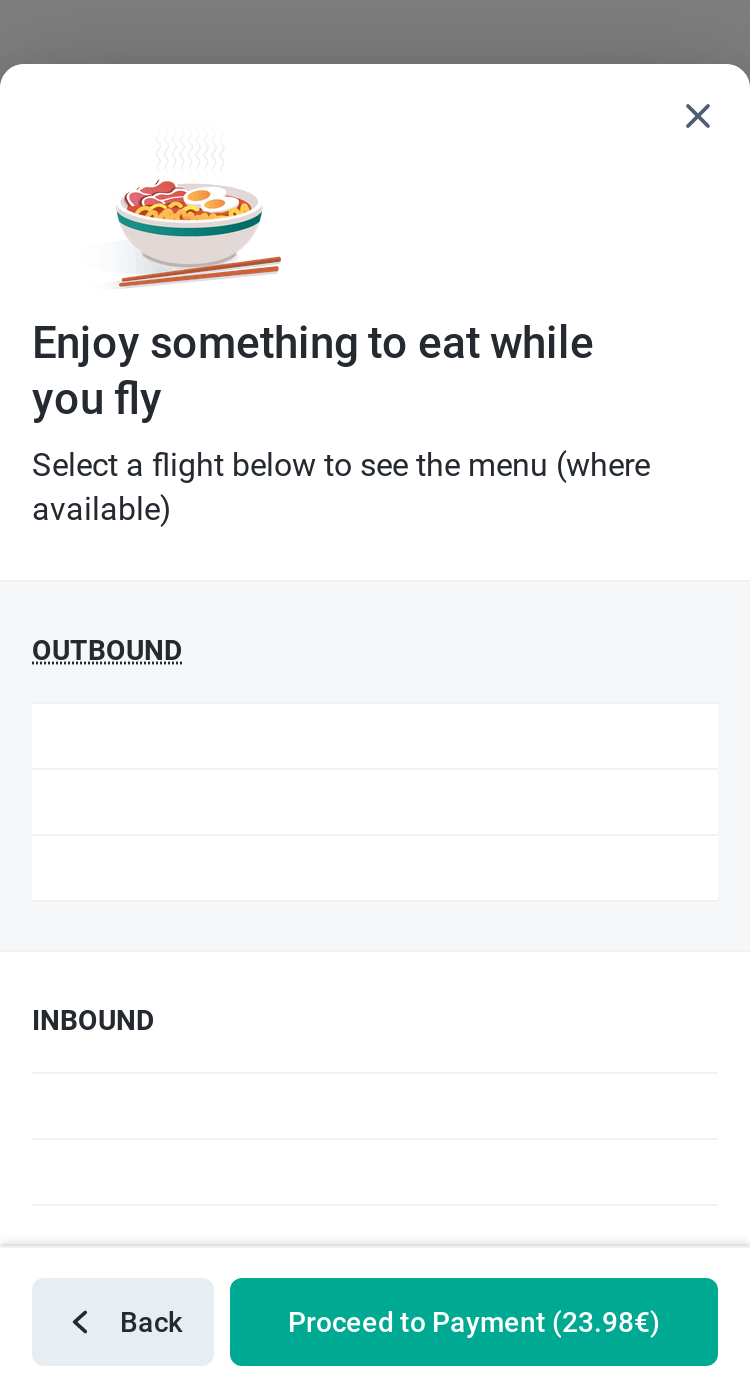 Enjoy something to eat while
you fly
Select a flight below to see the menu (where
available)
OUTBOUND
INBOUND
Back
Proceed to Payment (23.98€)